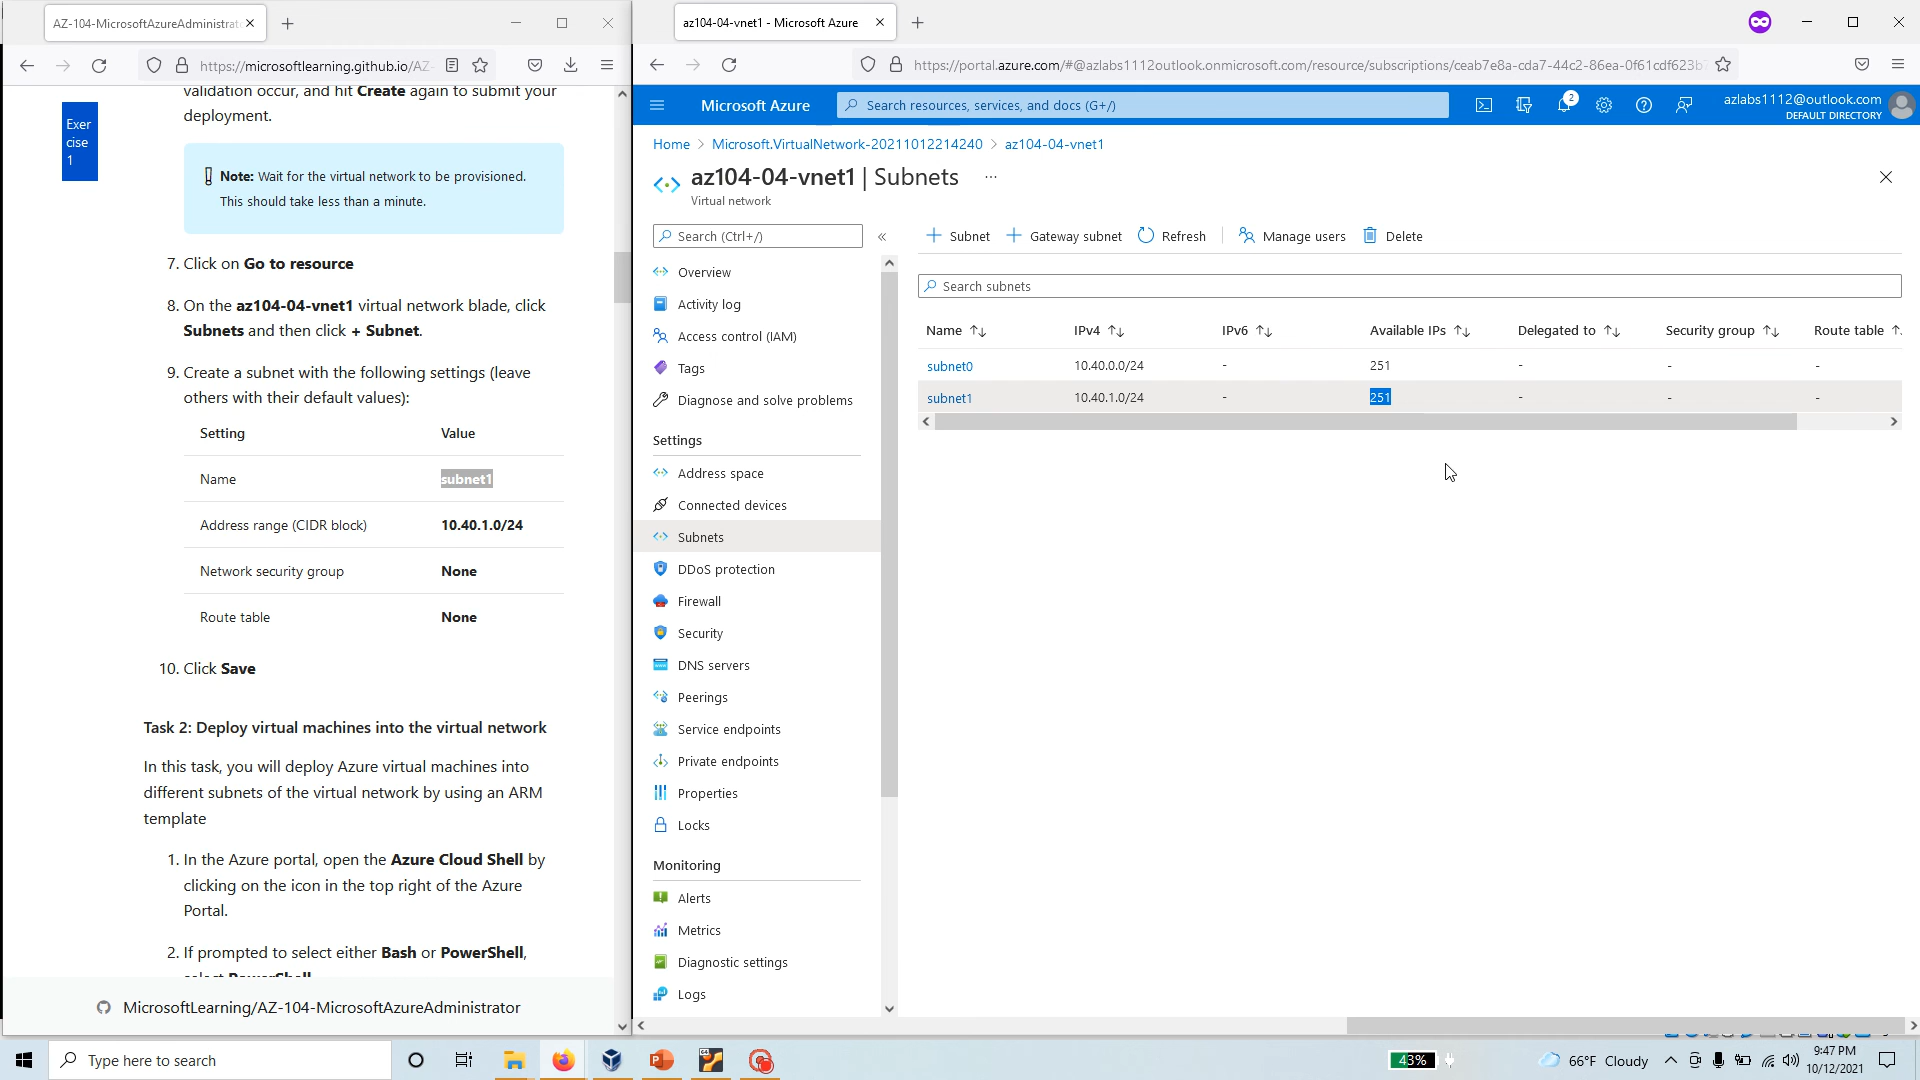 AZ-104-MicrosoftAzureAdministrat
https://microsoftlearning.github.io/AZ-
Exer
cise
1
validation occur, and hit Create again to submit your
deployment.
Note: Wait for the virtual network to be provisioned.
This should take less than a minute.
7. Click on Go to resource
8. On the az104-04-vnet1 virtual network blade, click
Subnets and then click + Subnet.
9. Create a subnet with the following settings (leave
others with their default values):
Setting Value
Name subnet1
Address range (CIDR block) 10.40.1.0/24
Network security group None
Route table None
10. Click Save
Task 2: Deploy virtual machines into the virtual network
In this task, you will deploy Azure virtual machines into
different subnets of the virtual network by using an ARM
template
1. In the Azure portal, open the Azure Cloud Shell by
clicking on the icon in the top right of the Azure
Portal.
2. If prompted to select either Bash or PowerShell,
select PowerShell
MicrosoftLearning/AZ-104-MicrosoftAzureAdministrator
az104-04-vnet1 - Microsoft Azure
https://portal.azure.com/#@azlabs1112outlook.onmicrosoft.com/resource/subscriptions/ceab7e8a-cda7-44c2-86ea-0f61cdf623b
Microsoft Azure
Search resources, services, and docs (G+/)
2
azlabs1112@outlook.com
DEFAULT DIRECTORY
Home > Microsoft.VirtualNetwork-20211012214240 > az104-04-vnet1
az104-04-vnet1 | Subnets ...
Virtual network
Search (Ctrl+/)
Overview
Activity log
Access control (IAM)
Tags
Diagnose and solve problems
Settings
Address space
Connected devices
Subnets
DDoS protection
Firewall
Security
DNS servers
Peerings
Service endpoints
Private endpoints
Properties
Locks
Monitoring
Alerts
Metrics
Diagnostic settings
Logs
+ Subnet + Gateway subnet Refresh Manage users Delete
Search subnets
Name IPv4 IPv6 Available IPs Delegated to Security group Route table
subnet0 10.40.0.0/24 - 251 - - -
subnet1 10.40.1.0/24 - 251 - - -
Type here to search
43%
66°F Cloudy
9:47 PM
10/12/2021